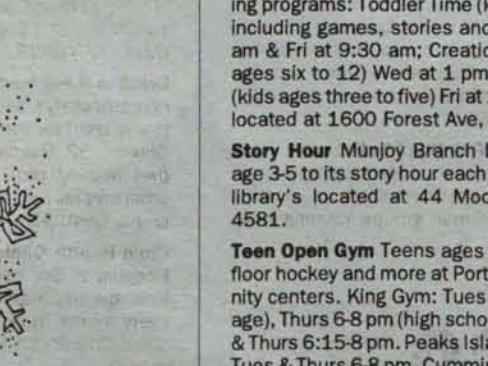 ing programs: Toddler Time (k
including games, stories and
am & Fri at 9:30 am; Creatio
ages six to 12) Wed at 1 pm
(kids ages three to five) Fri at
located at 1600 Forest Ave,
Story Hour Munjoy Branch
age 3-5 to its story hour each
library's located at 44 Moo
4581.
Teen Open Gym Teens ages
floor hockey and more at Port
nity centers. King Gym: Tues
age), Thurs 6-8 pm (high scho
& Thurs 6:15-8 pm. Peaks Isla
Tues & Thurs 6-8 pm. Cummi